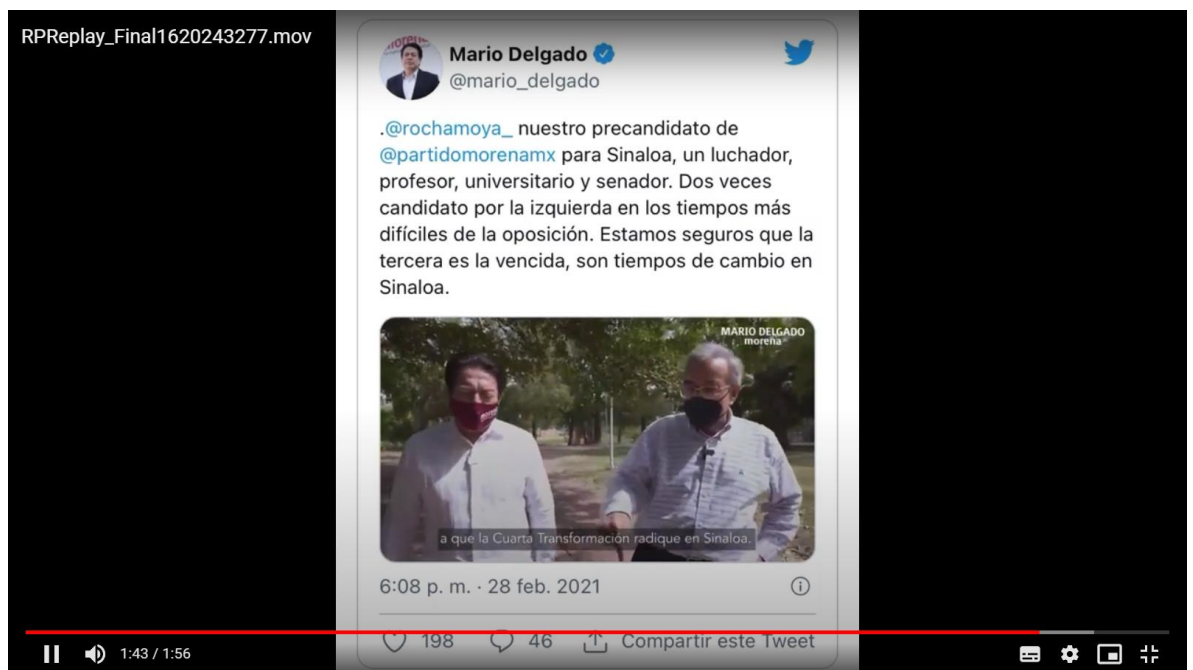 RPReplay_Final1620243277.mov
Mario Delgado
@mario_delgado
.@rochamoya_ nuestro precandidato de
@partidomorenamx para Sinaloa, un luchador,
profesor, universitario y senador. Dos veces
candidato por la izquierda en los tiempos más
difíciles de la oposición. Estamos seguros que la
tercera es la vencida, son tiempos de cambio en
Sinaloa.
MARIO DELGADO
morena
a que la Cuarta Transformación radique en Sinaloa.
6:08 p. m. · 28 feb. 2021
198 46 Compartir este Tweet
1:43 / 1:56